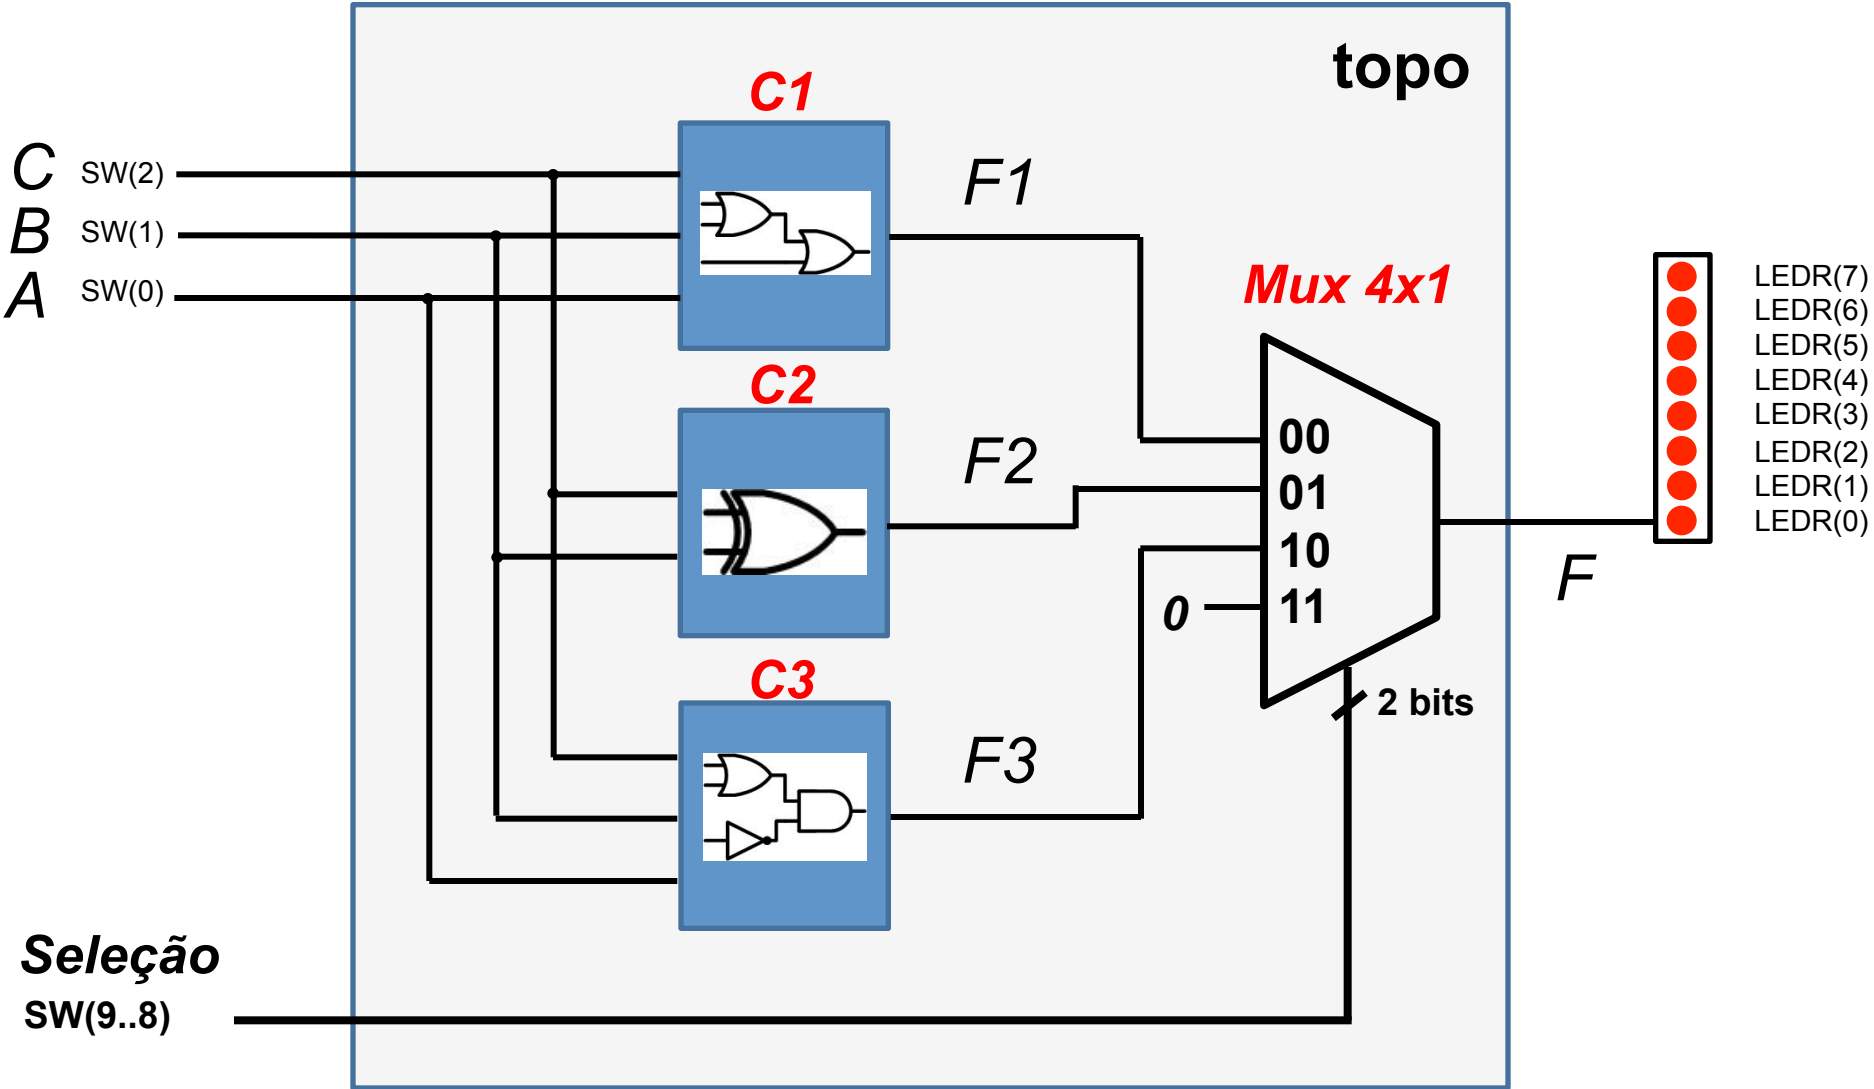 topo
C1
C SW(2)
B SW(1)
A SW(0)
F1
Mux 4x1
C2
F2
C3
F3
00
01
10
0 11
2 bits
F
LEDR(7)
LEDR(6)
LEDR(5)
LEDR(4)
LEDR(3)
LEDR(2)
LEDR(1)
LEDR(0)
Seleção
SW(9..8)